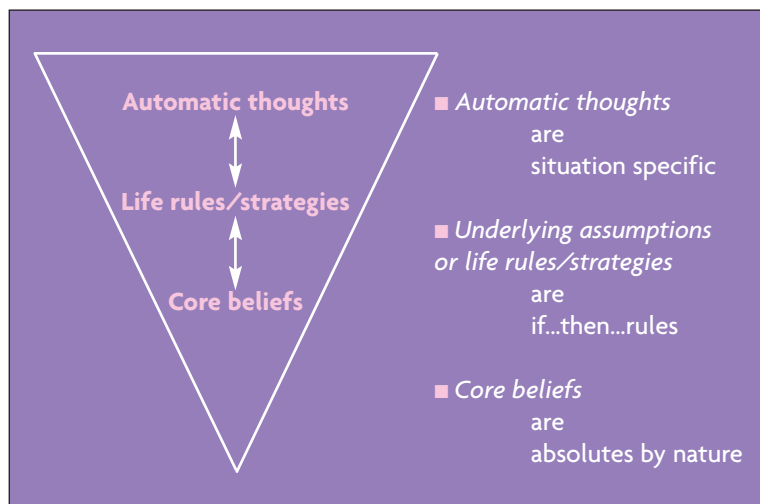 Automatic thoughts
Life rules/strategies
Core beliefs
■ Automatic thoughts
are
situation specific
■ Underlying assumptions
or life rules/strategies
are
if...then...rules
■ Core beliefs
are
absolutes by nature